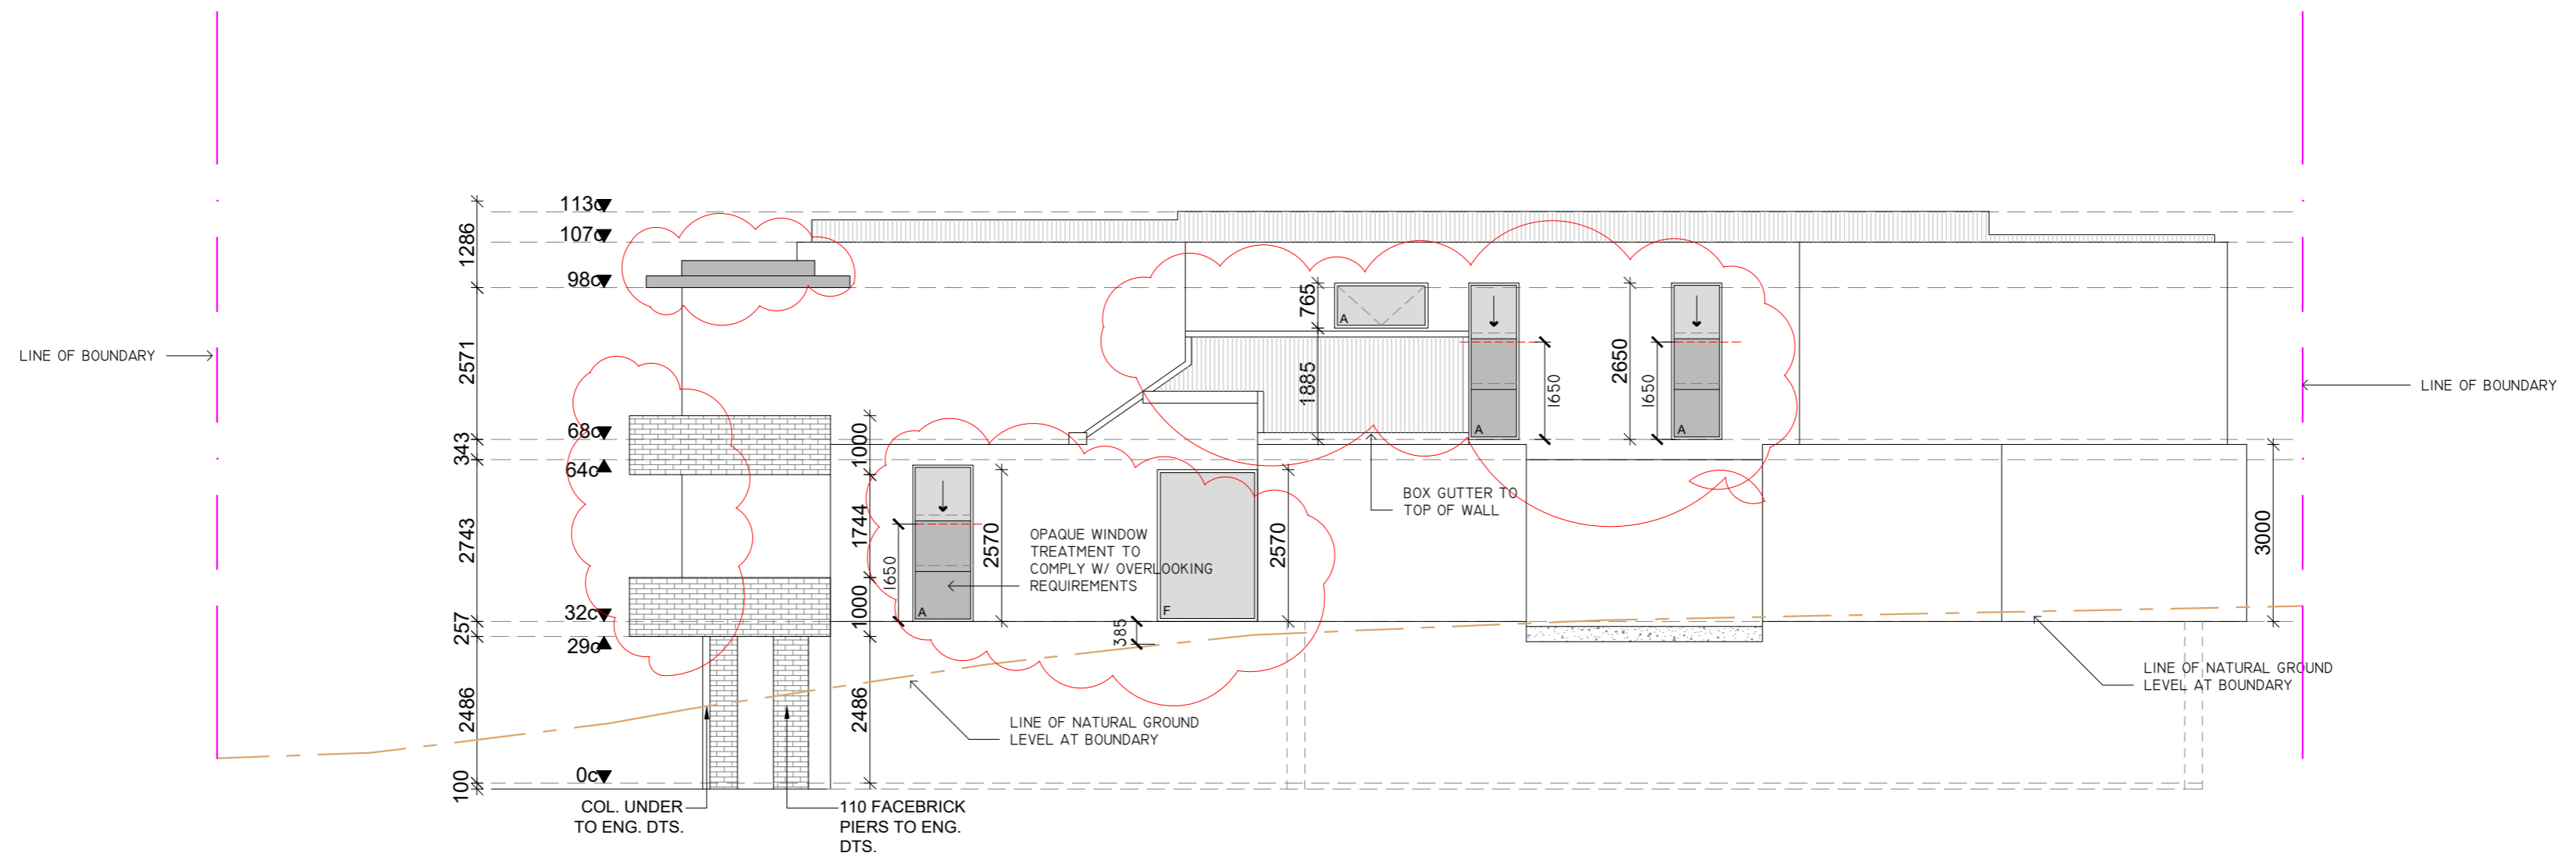 113c
107c
98c
68c
64c
32c
29c
0c
1286
2571
343
2743
257
2486
100
LINE OF BOUNDARY
LINE OF BOUNDARY
1000
1744
1000
2486
1650
2570
A
OPAQUE WINDOW
TREATMENT TO
COMPLY W/ OVERLOOKING
REQUIREMENTS
F
2570
385
765
1885
A
A
1650
2650
1650
A
BOX GUTTER TO
TOP OF WALL
3000
LINE OF NATURAL GROUND
LEVEL AT BOUNDARY
LINE OF NATURAL GROUND
LEVEL AT BOUNDARY
COL. UNDER
TO ENG. DTS.
110 FACEBRICK
PIERS TO ENG.
DTS.